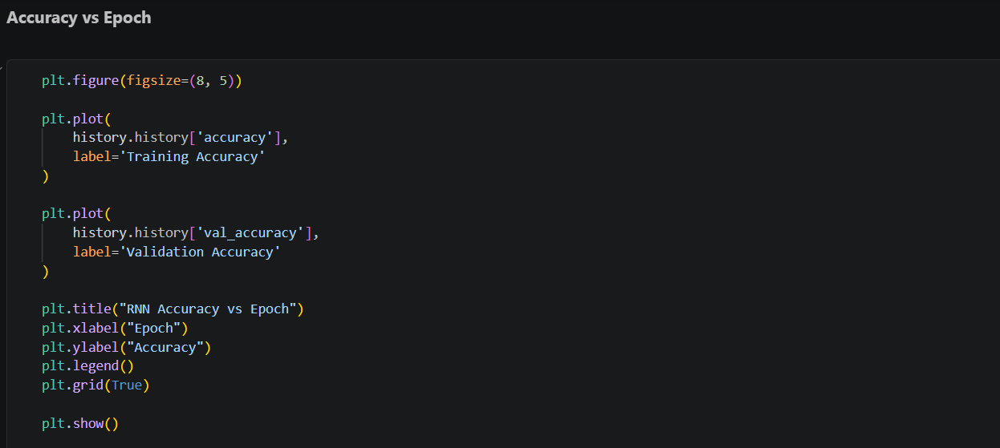 Accuracy vs Epoch
plt.figure(figsize=(8, 5))
plt.plot(
    history.history['accuracy'],
    label='Training Accuracy'
)
plt.plot(
    history.history['val_accuracy'],
    label='Validation Accuracy'
)
plt.title("RNN Accuracy vs Epoch")
plt.xlabel("Epoch")
plt.ylabel("Accuracy")
plt.legend()
plt.grid(True)
plt.show()